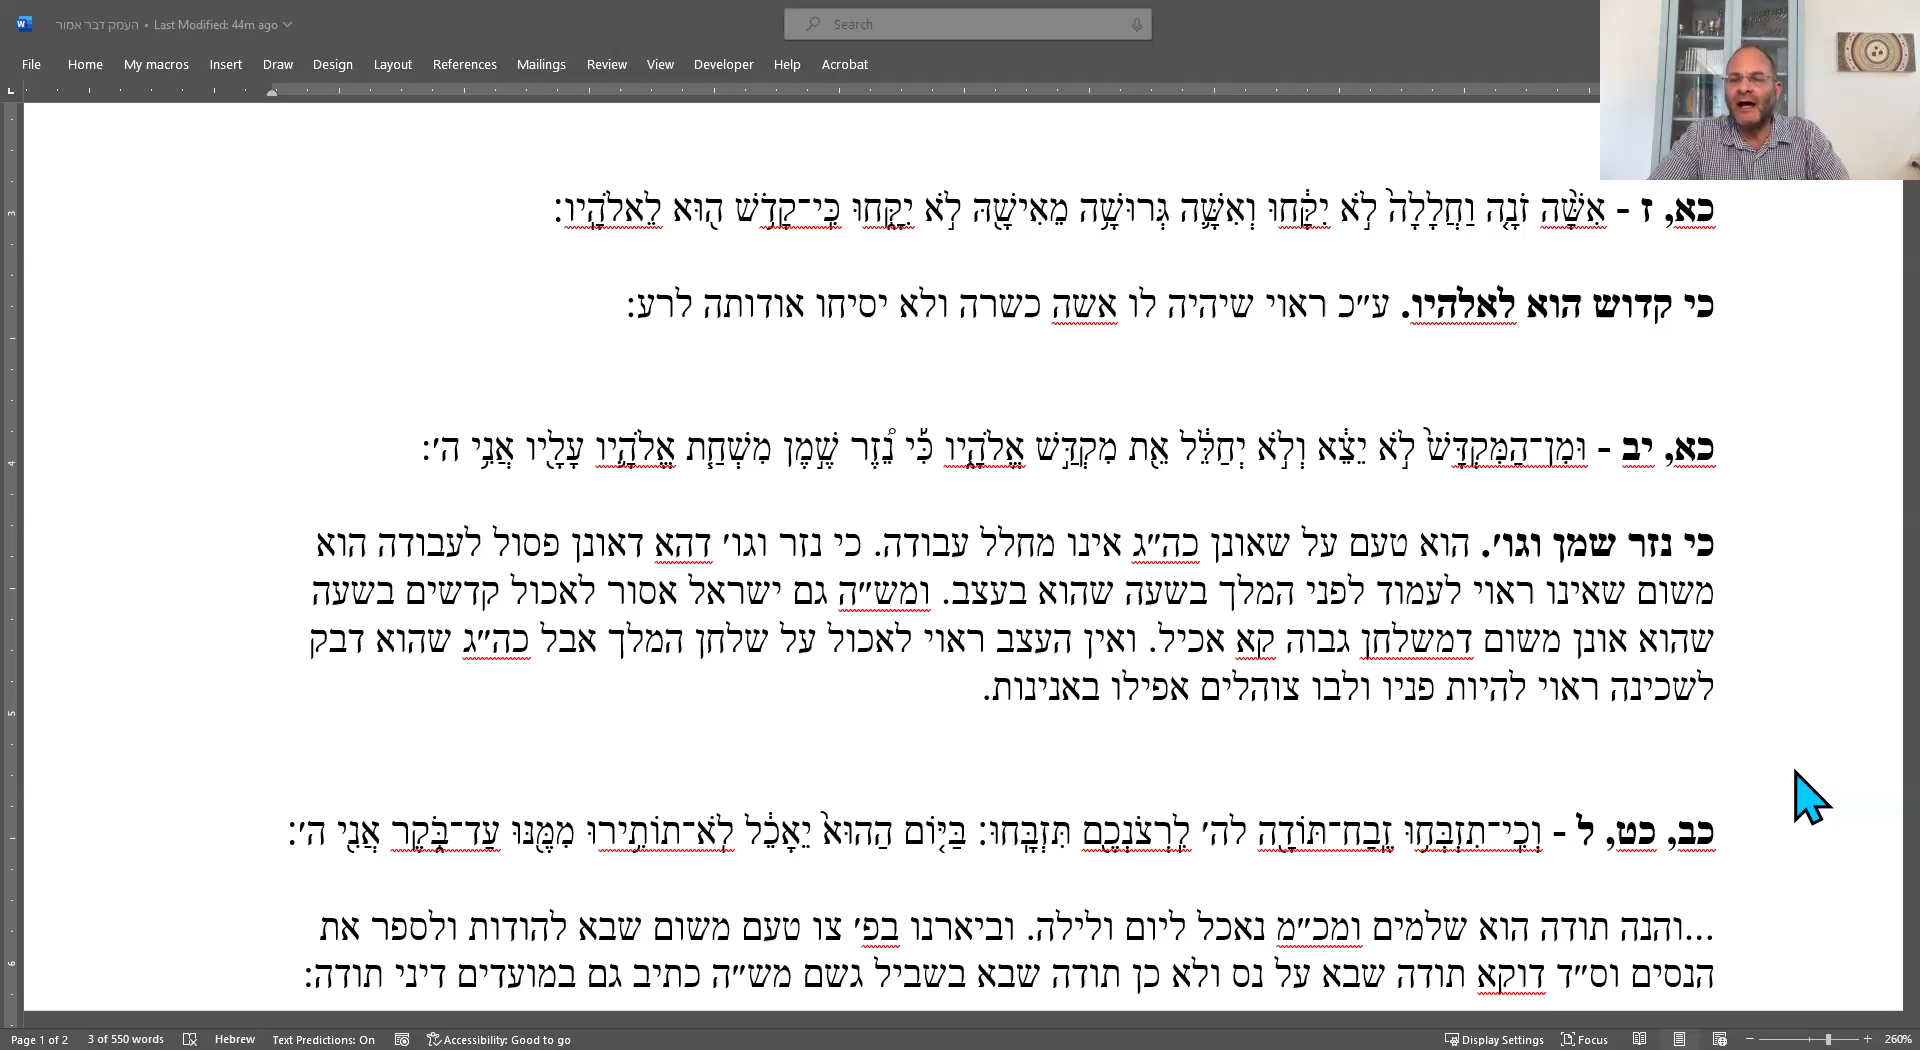 העמק דבר אמור • Last Modified: 44m ago
Search
File Home My macros Insert Draw Design Layout References Mailings Review View Developer Help Acrobat
כא, ז - אִשָּׁ֨ה זֹנָ֤ה וַחֲלָלָה֙ לֹ֣א יִקָּ֔חוּ וְאִשָּׁ֛ה גְּרוּשָׁ֥ה מֵאִישָׁ֖הּ לֹ֣א יִקָּ֑חוּ כִּֽי־קָדֹ֥שׁ ה֖וּא לֵאלֹהָֽיו:
כי קדוש הוא לאלהיו. ע״כ ראוי שיהיה לו אשה כשרה ולא יסיחו אודותה לרע:
כא, יב - וּמִן־הַמִּקְדָּשׁ֙ לֹ֣א יֵצֵ֔א וְלֹ֣א יְחַלֵּ֔ל אֵ֖ת מִקְדַּ֣שׁ אֱלֹהָ֑יו כִּ֡י נֵ֠זֶר שֶׁ֣מֶן מִשְׁחַ֧ת אֱלֹהָ֛יו עָלָ֖יו אֲנִ֥י ה׳:
כי נזר שמן וגו׳. הוא טעם על שאונן כה״ג אינו מחלל עבודה. כי נזר וגו׳ דהא דאונן פסול לעבודה הוא
משום שאינו ראוי לעמוד לפני המלך בשעה שהוא בעצב. ומש״ה גם ישראל אסור לאכול קדשים בשעה
שהוא אונן משום דמשלחן גבוה קא אכיל. ואין העצב ראוי לאכול על שלחן המלך אבל כה״ג שהוא דבק
לשכינה ראוי להיות פניו ולבו צוהלים אפילו באנינות.
כב, כט, ל - וְכִֽי־תִזְבְּח֥וּ זֶֽבַח־תּוֹדָ֖ה לה׳ לִֽרְצֹנְכֶ֖ם תִּזְבָּֽחוּ: בַּיּ֤וֹם הַהוּא֙ יֵאָכֵ֔ל לֹֽא־תוֹתִ֥ירוּ מִמֶּ֖נּוּ עַד־בֹּ֑קֶר אֲנִ֖י ה׳:
...והנה תודה הוא שלמים ומכ״מ נאכל ליום ולילה. וביארנו בפ׳ צו טעם משום שבא להודות ולספר את
הנסים וס״ד דוקא תודה שבא על נס ולא כן תודה שבא בשביל גשם מש״ה כתיב גם במועדים דיני תודה:
Page 1 of 2 3 of 550 words Hebrew Text Predictions: On Accessibility: Good to go Display Settings Focus 260%